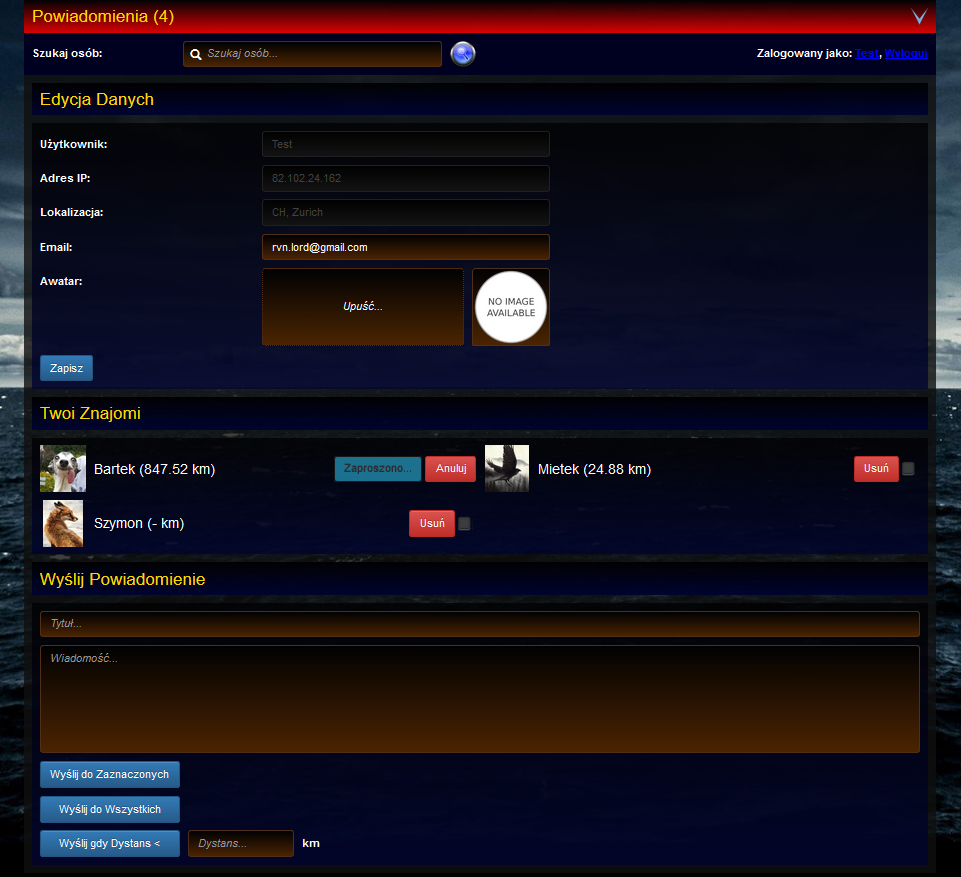 Powiadomienia (4)
Szukaj osób: Szukaj osób... Zalogowany jako: Test, Wyloguj
Edycja Danych
Użytkownik: Test
Adres IP: 82.102.24.162
Lokalizacja: CH, Zurich
Email: rvn.lord@gmail.com
Awatar: Upuść... NO IMAGE
AVAILABLE
Zapisz
Twoi Znajomi
Bartek (847.52 km) Zaproszono... Anuluj Mietek (24.88 km) Usuń
Szymon (- km) Usuń
Wyślij Powiadomienie
Tytuł...
Wiadomość...
Wyślij do Zaznaczonych
Wyślij do Wszystkich
Wyślij gdy Dystans < Dystans... km